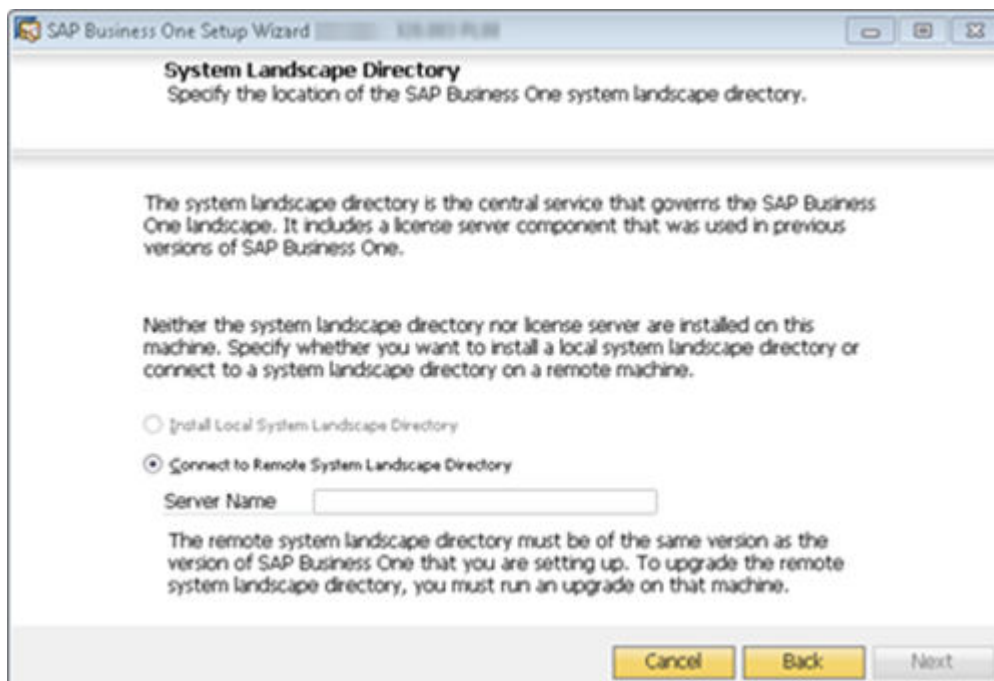 SAP Business One Setup Wizard
System Landscape Directory
Specify the location of the SAP Business One system landscape directory.
The system landscape directory is the central service that governs the SAP Business
One landscape. It includes a license server component that was used in previous
versions of SAP Business One.
Neither the system landscape directory nor license server are installed on this
machine. Specify whether you want to install a local system landscape directory or
connect to a system landscape directory on a remote machine.
Install Local System Landscape Directory
Connect to Remote System Landscape Directory
Server Name
The remote system landscape directory must be of the same version as the
version of SAP Business One that you are setting up. To upgrade the remote
system landscape directory, you must run an upgrade on that machine.
Cancel Back Next